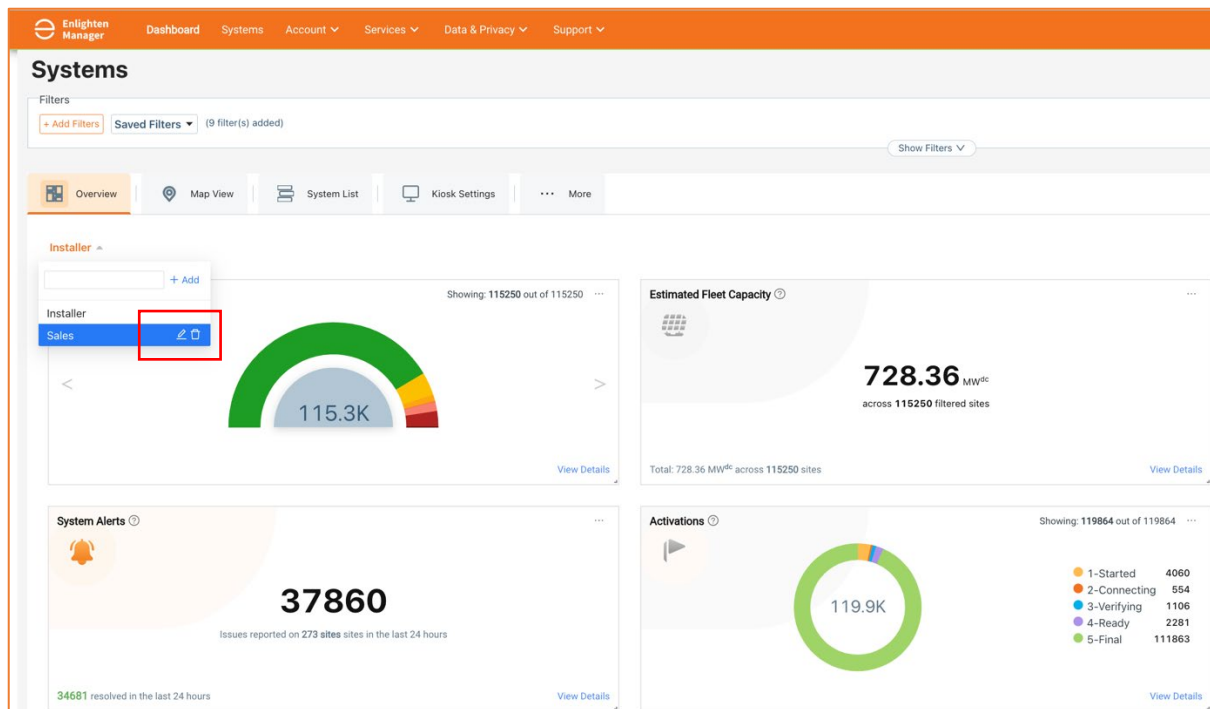 Enlighten
Manager
Dashboard Systems Account Services Data & Privacy Support
Systems
Filters
+ Add Filters Saved Filters (9 filter(s) added)
Show Filters
Overview Map View System List Kiosk Settings ··· More
Installer
+ Add
Installer
Sales
Showing: 115250 out of 115250 ···
115.3K
< >
View Details
Estimated Fleet Capacity ? ···
728.36 MWdc
across 115250 filtered sites
Total: 728.36 MWdc across 115250 sites View Details
System Alerts ? ···
37860
Issues reported on 273 sites sites in the last 24 hours
34681 resolved in the last 24 hours View Details
Activations ? Showing: 119864 out of 119864 ···
119.9K
1-Started 4060
2-Connecting 554
3-Verifying 1106
4-Ready 2281
5-Final 111863
View Details